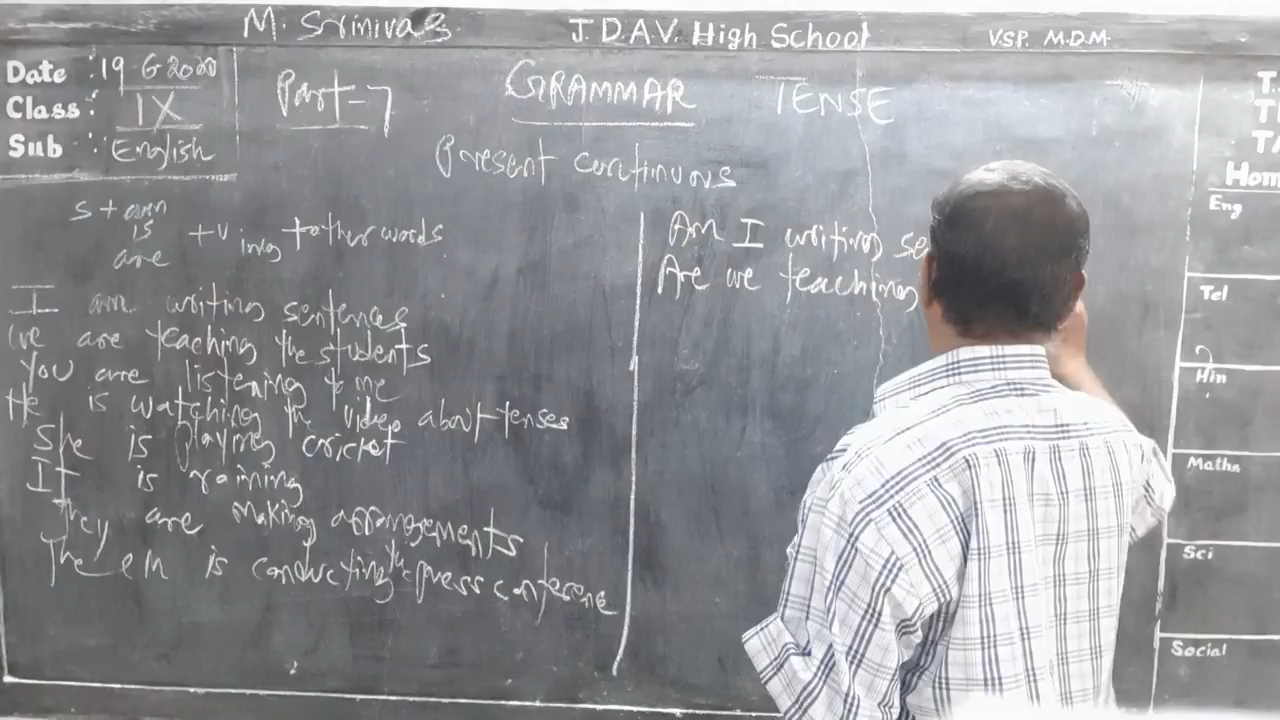 M. Srinivas. J.D.A.V. High School VSP. M.D.M.
Date : 19-6-2020
Class : IX
Sub : English
Part-7
GRAMMAR TENSE
Present continuous
S + am
is
are
+ V ing + other words
I am writing sentences
we are teaching the students
You are listening to me
He is watching the video about tenses
She is playing cricket
It is raining
They are making arrangements
The is conducting the press conferene
Am I writing se
Are we teaching
T.
Hom
Eng
Tel
Hin
Maths
Sci
Social